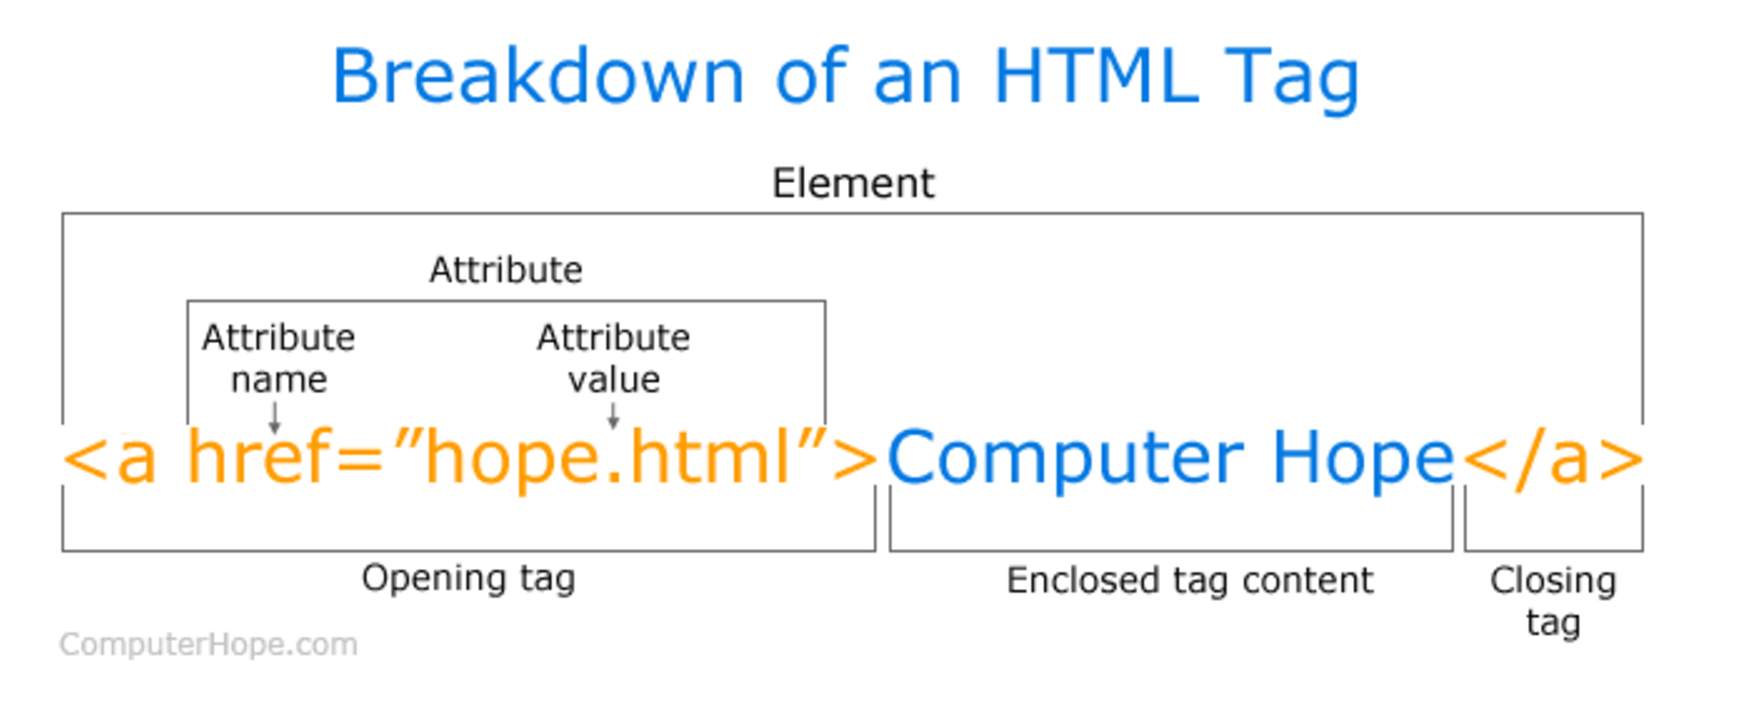 Breakdown of an HTML Tag
Element
Attribute
Attribute name
Attribute value
<a href=”hope.html”>Computer Hope</a>
Opening tag
Enclosed tag content
Closing tag
ComputerHope.com